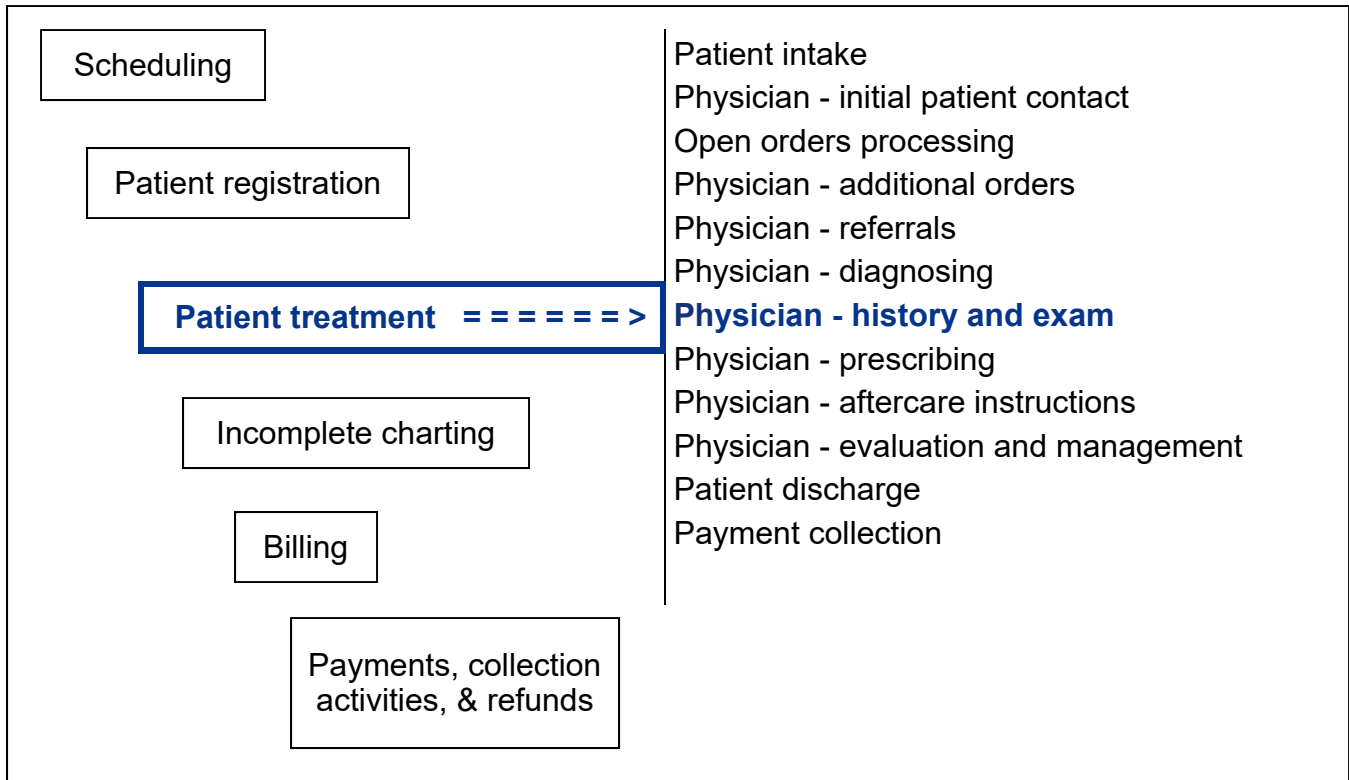 Scheduling
Patient registration
Patient treatment = = = = = = >
Incomplete charting
Billing
Payments, collection
activities, & refunds
Patient intake
Physician - initial patient contact
Open orders processing
Physician - additional orders
Physician - referrals
Physician - diagnosing
Physician - history and exam
Physician - prescribing
Physician - aftercare instructions
Physician - evaluation and management
Patient discharge
Payment collection